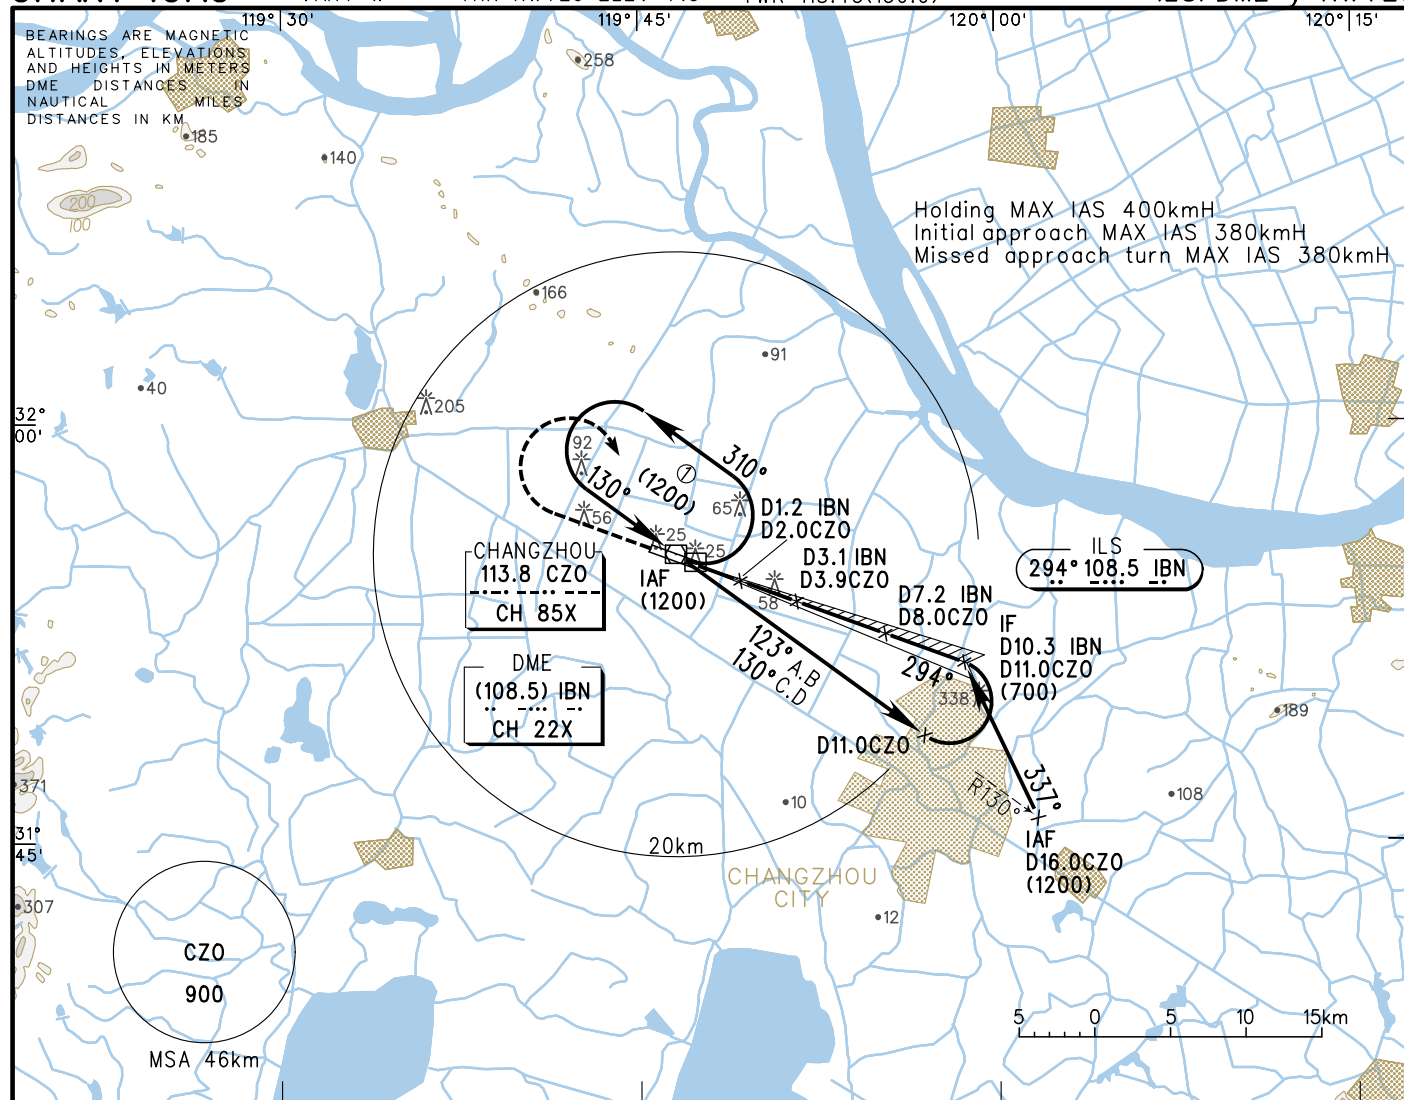 119° 30'
119° 45'
120° 00'
120° 15'
BEARINGS ARE MAGNETIC
ALTITUDES, ELEVATIONS
AND HEIGHTS IN METERS
DME DISTANCES IN
NAUTICAL MILES
DISTANCES IN KM
258
185
140
200
100
Holding MAX IAS 400kmH
Initial approach MAX IAS 380kmH
Missed approach turn MAX IAS 380kmH
166
91
40
205
32°
00'
92
310°
①
(1200)
130°
65
56
25
25
D1.2 IBN
D2.0CZO
D3.1 IBN
D3.9CZO
58
CHANGZHOU
113.8 CZO
CH 85X
IAF
(1200)
ILS
294° 108.5 IBN
D7.2 IBN
D8.0CZO
IF
D10.3 IBN
D11.0CZO
(700)
123° A.B
130° C.D
294°
338
DME
(108.5) IBN
CH 22X
D11.0CZO
189
371
10
R130°
337°
108
31°
45'
20km
IAF
D16.0CZO
(1200)
CHANGZHOU
CITY
307
12
CZO
900
MSA 46km
5 0 5 10 15km